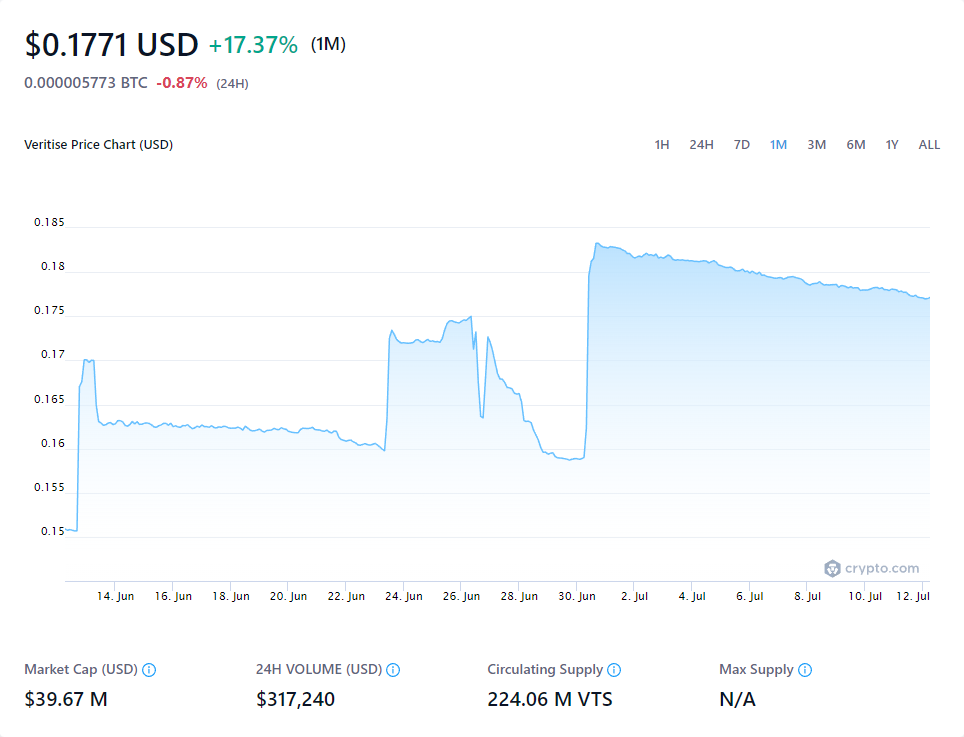 $0.1771 USD +17.37% (1M)
0.000005773 BTC -0.87% (24H)
Veritise Price Chart (USD) 1H 24H 7D 1M 3M 6M 1Y ALL
0.185
0.18
0.175
0.17
0.165
0.16
0.155
0.15
crypto.com
14. Jun 16. Jun 18. Jun 20. Jun 22. Jun 24. Jun 26. Jun 28. Jun 30. Jun 2. Jul 4. Jul 6. Jul 8. Jul 10. Jul 12. Jul
Market Cap (USD) 24H VOLUME (USD) Circulating Supply Max Supply
$39.67 M $317,240 224.06 M VTS N/A